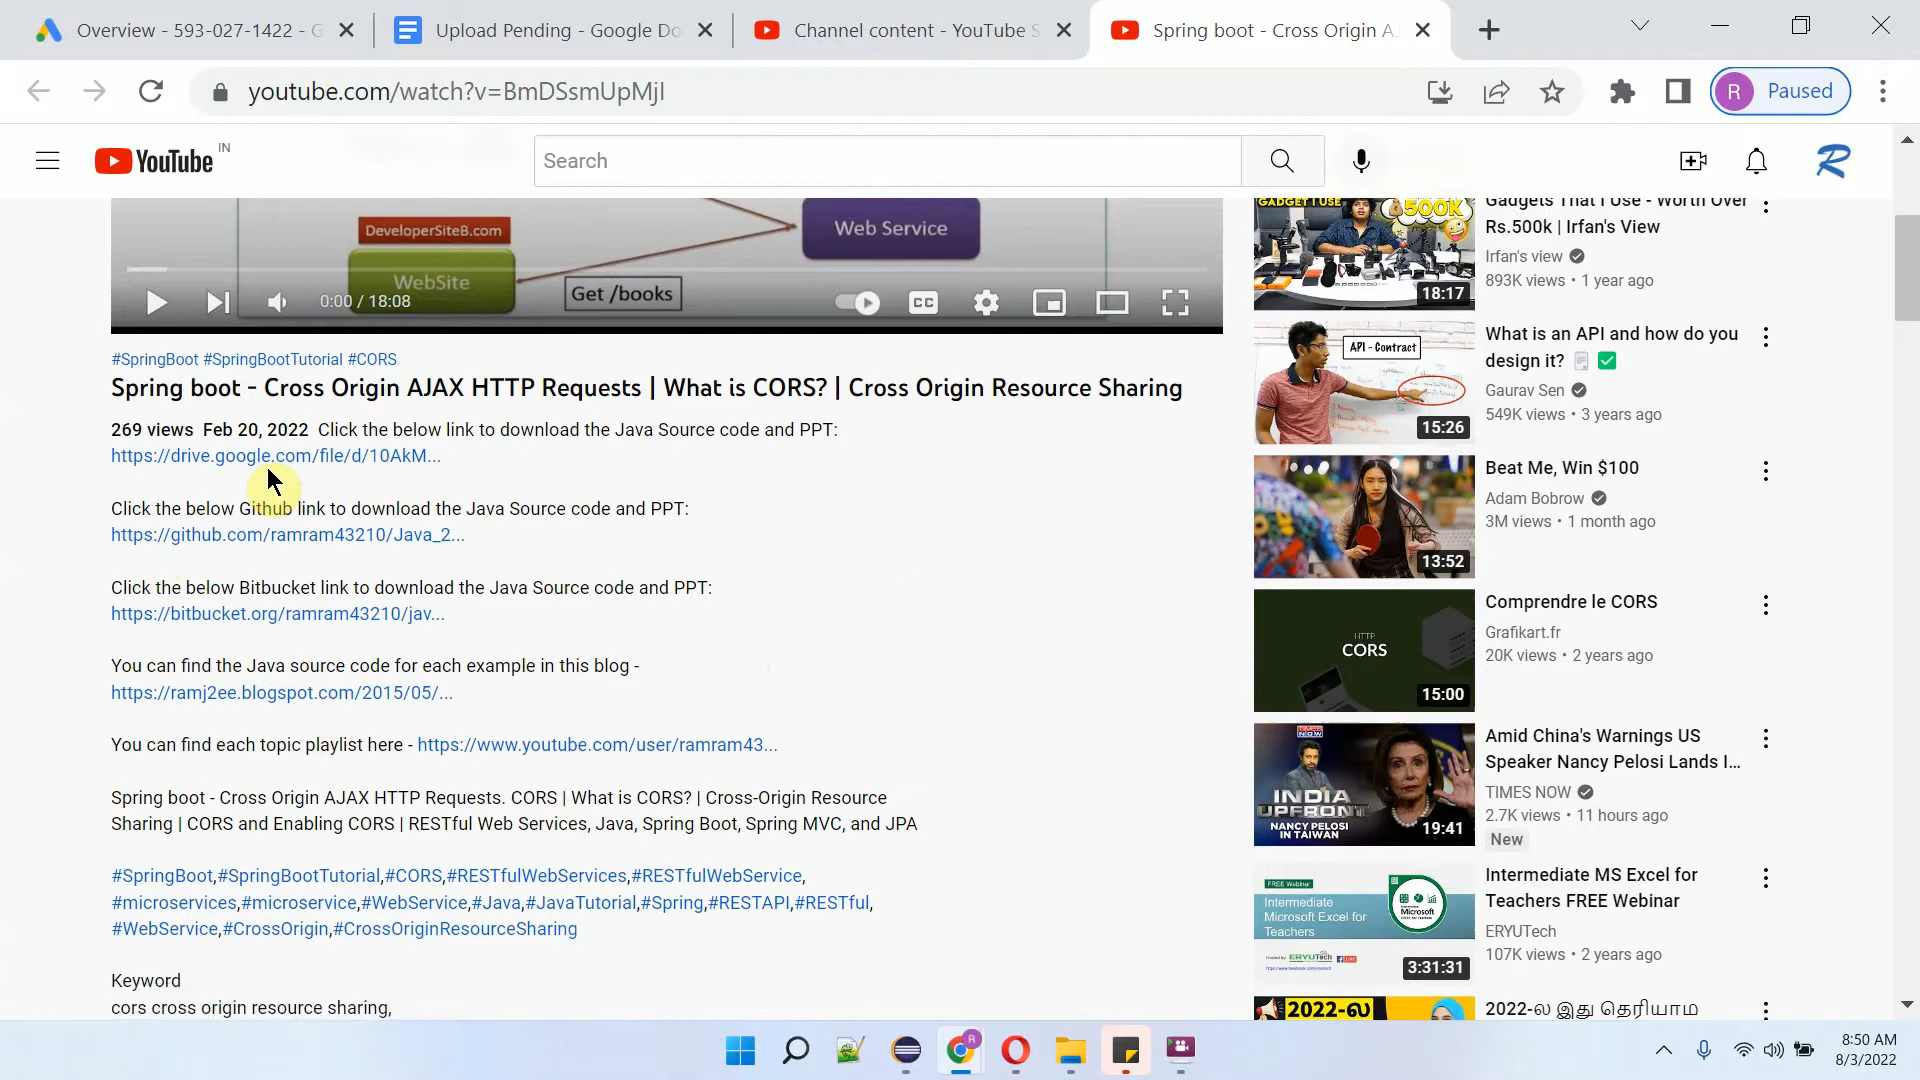 Overview - 593-027-1422 - G
Upload Pending - Google Do
Channel content - YouTube S
Spring boot - Cross Origin A
youtube.com/watch?v=BmDSsmUpMjI
R
Paused
YouTube IN
Search
R
DeveloperSiteB.com
WebSite
Web Service
Get /books
0:00 / 18:08
CC
#SpringBoot #SpringBootTutorial #CORS
Spring boot - Cross Origin AJAX HTTP Requests | What is CORS? | Cross Origin Resource Sharing
269 views Feb 20, 2022 Click the below link to download the Java Source code and PPT:
https://drive.google.com/file/d/10AkM...
Click the below Github link to download the Java Source code and PPT:
https://github.com/ramram43210/Java_2...
Click the below Bitbucket link to download the Java Source code and PPT:
https://bitbucket.org/ramram43210/jav...
You can find the Java source code for each example in this blog -
https://ramj2ee.blogspot.com/2015/05/...
You can find each topic playlist here - https://www.youtube.com/user/ramram43...
Spring boot - Cross Origin AJAX HTTP Requests. CORS | What is CORS? | Cross-Origin Resource
Sharing | CORS and Enabling CORS | RESTful Web Services, Java, Spring Boot, Spring MVC, and JPA
#SpringBoot,#SpringBootTutorial,#CORS,#RESTfulWebServices,#RESTfulWebService,
#microservices,#microservice,#WebService,#Java,#JavaTutorial,#Spring,#RESTAPI,#RESTful,
#WebService,#CrossOrigin,#CrossOriginResourceSharing
Keyword
cors cross origin resource sharing,
GADGET I USE
500K
18:17
Gadgets That I Use - Worth Over
Rs.500k | Irfan's View
Irfan's view
893K views • 1 year ago
API - Contract
15:26
What is an API and how do you
design it?
Gaurav Sen
549K views • 3 years ago
13:52
Beat Me, Win $100
Adam Bobrow
3M views • 1 month ago
HTTP
CORS
15:00
Comprendre le CORS
Grafikart.fr
20K views • 2 years ago
TIMES NOW
INDIA
UPFRONT
NANCY PELOSI
IN TAIWAN
19:41
Amid China's Warnings US
Speaker Nancy Pelosi Lands I...
TIMES NOW
2.7K views • 11 hours ago
New
FREE Webinar
Intermediate
Microsoft Excel for
Teachers
Microsoft
ERYUTech
3:31:31
Intermediate MS Excel for
Teachers FREE Webinar
ERYUTech
107K views • 2 years ago
2022-ல
2022-ல இது தெரியாம
R
8:50 AM
8/3/2022